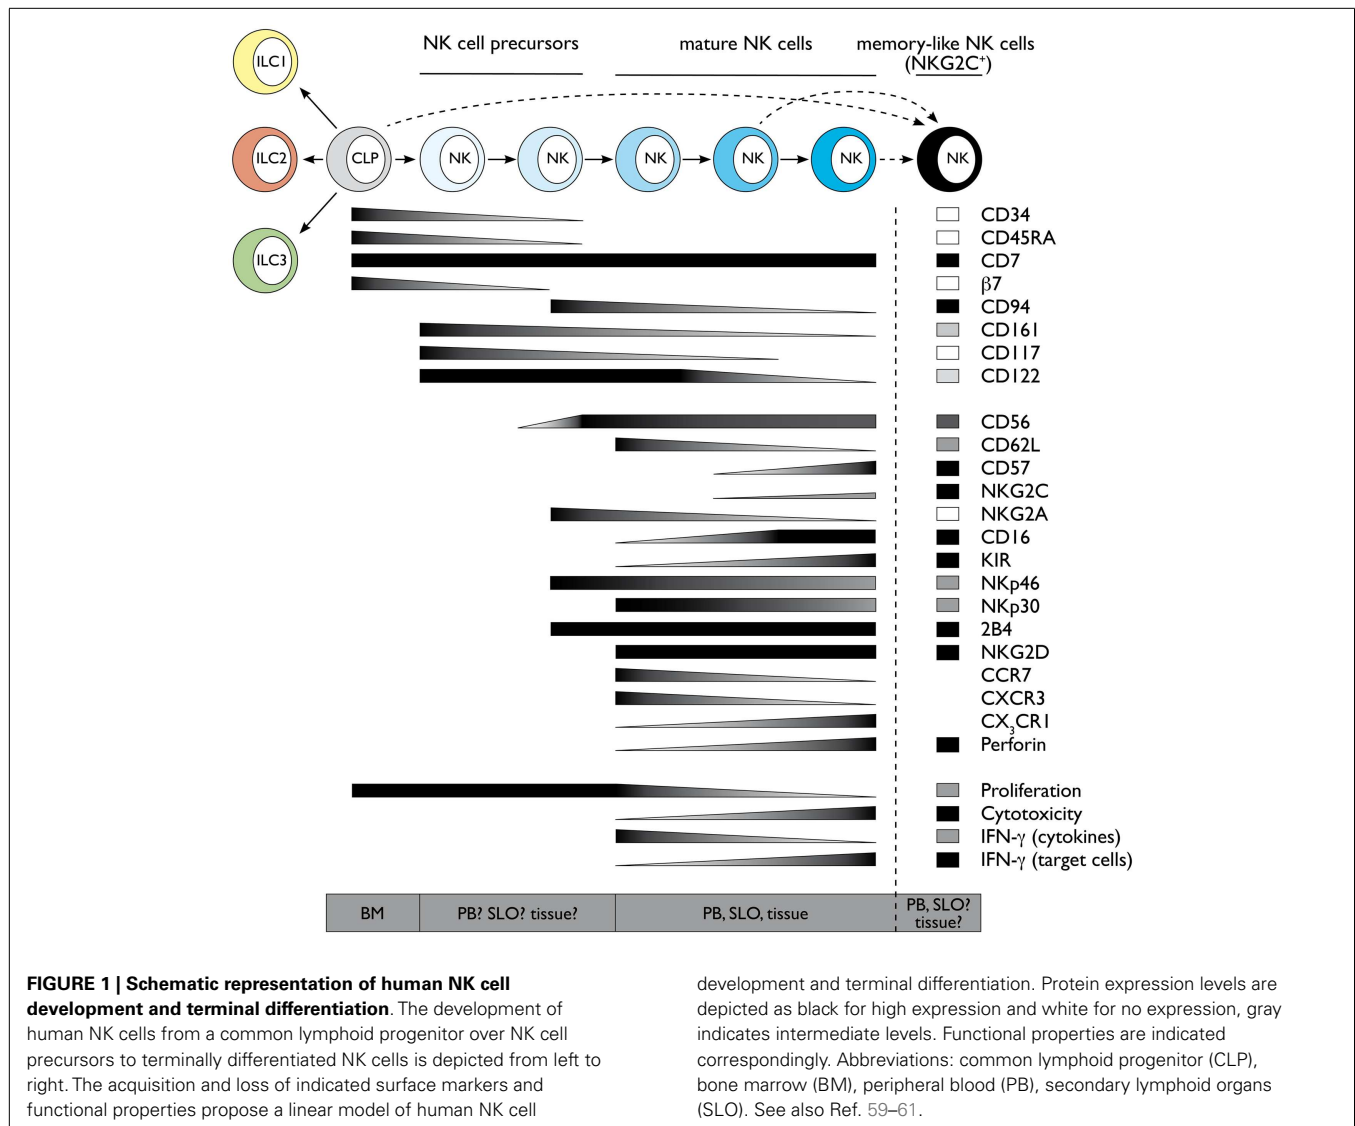 NK cell precursors
mature NK cells
memory-like NK cells
(NKG2C⁺)
ILC1
ILC2
CLP
NK
NK
NK
NK
NK
NK
ILC3
CD34
CD45RA
CD7
β7
CD94
CD161
CD117
CD122
CD56
CD62L
CD57
NKG2C
NKG2A
CD16
KIR
NKp46
NKp30
2B4
NKG2D
CCR7
CXCR3
CX₃CR1
Perforin
Proliferation
Cytotoxicity
IFN-γ (cytokines)
IFN-γ (target cells)
BM
PB? SLO? tissue?
PB, SLO, tissue
PB, SLO?
tissue?
FIGURE 1 | Schematic representation of human NK cell
development and terminal differentiation. The development of
human NK cells from a common lymphoid progenitor over NK cell
precursors to terminally differentiated NK cells is depicted from left to
right. The acquisition and loss of indicated surface markers and
functional properties propose a linear model of human NK cell
development and terminal differentiation. Protein expression levels are
depicted as black for high expression and white for no expression, gray
indicates intermediate levels. Functional properties are indicated
correspondingly. Abbreviations: common lymphoid progenitor (CLP),
bone marrow (BM), peripheral blood (PB), secondary lymphoid organs
(SLO). See also Ref. 59–61.